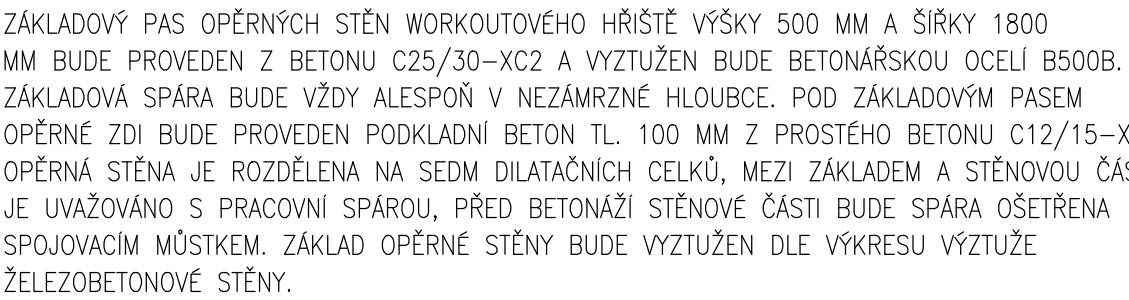 ZÁKLADOVÝ PAS OPĚRNÝCH STĚN WORKOUTOVÉHO HŘIŠTĚ VÝŠKY 500 MM A ŠÍŘKY 1800
MM BUDE PROVEDEN Z BETONU C25/30-XC2 A VYZTUŽEN BUDE BETONÁŘSKOU OCELÍ B500B.
ZÁKLADOVÁ SPÁRA BUDE VŽDY ALESPOŇ V NEZÁMRZNÉ HLOUBCE. POD ZÁKLADOVÝM PASEM
OPĚRNÉ ZDI BUDE PROVEDEN PODKLADNÍ BETON TL. 100 MM Z PROSTÉHO BETONU
OPĚRNÁ STĚNA JE ROZDĚLENA NA SEDM DILATAČNÍCH CELKŮ, MEZI ZÁKLADEM A STĚNOVOU
JE UVAŽOVÁNO S PRACOVNÍ SPÁROU, PŘED BETONÁŽÍ STĚNOVÉ ČÁSTI BUDE SPÁRA OŠETŘENA
SPOJOVACÍM MŮSTKEM. ZÁKLAD OPĚRNÉ STĚNY BUDE VYZTUŽEN DLE VÝKRESU VÝZTUŽE
ŽELEZOBETONOVÉ STĚNY.